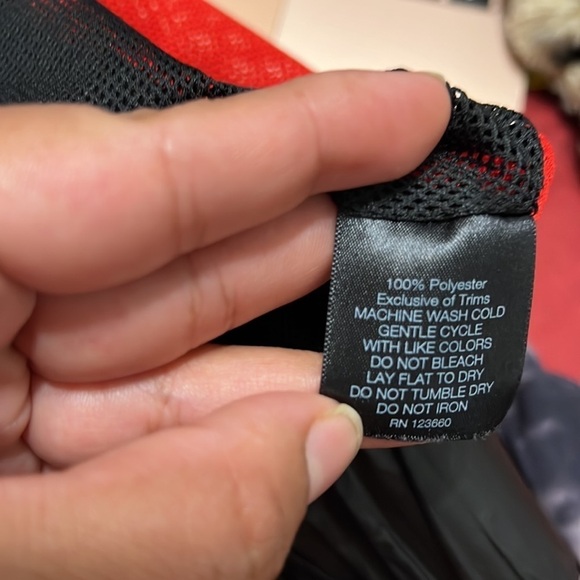 100% Polyester
Exclusive of Trims
MACHINE WASH COLD
GENTLE CYCLE
WITH LIKE COLORS
DO NOT BLEACH
LAY FLAT TO DRY
DO NOT TUMBLE DRY
DO NOT IRON
RN 123660